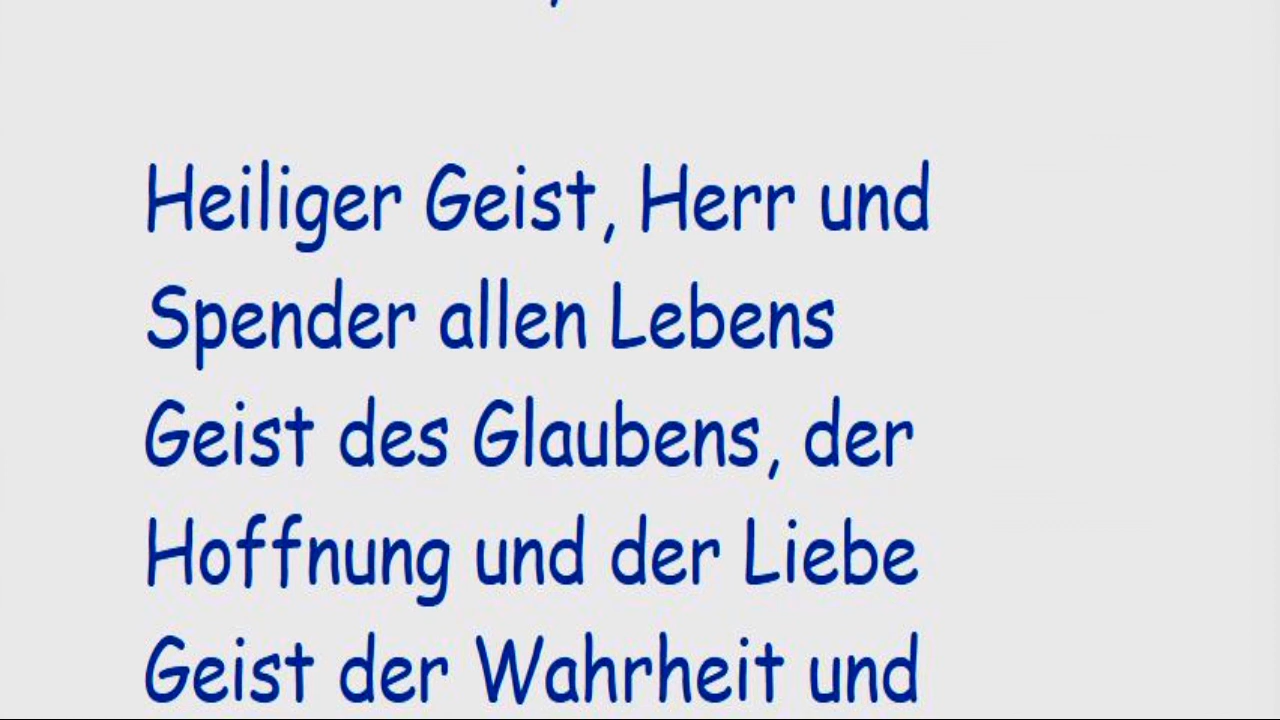 Heiliger Geist, Herr und
Spender allen Lebens
Geist des Glaubens, der
Hoffnung und der Liebe
Geist der Wahrheit und